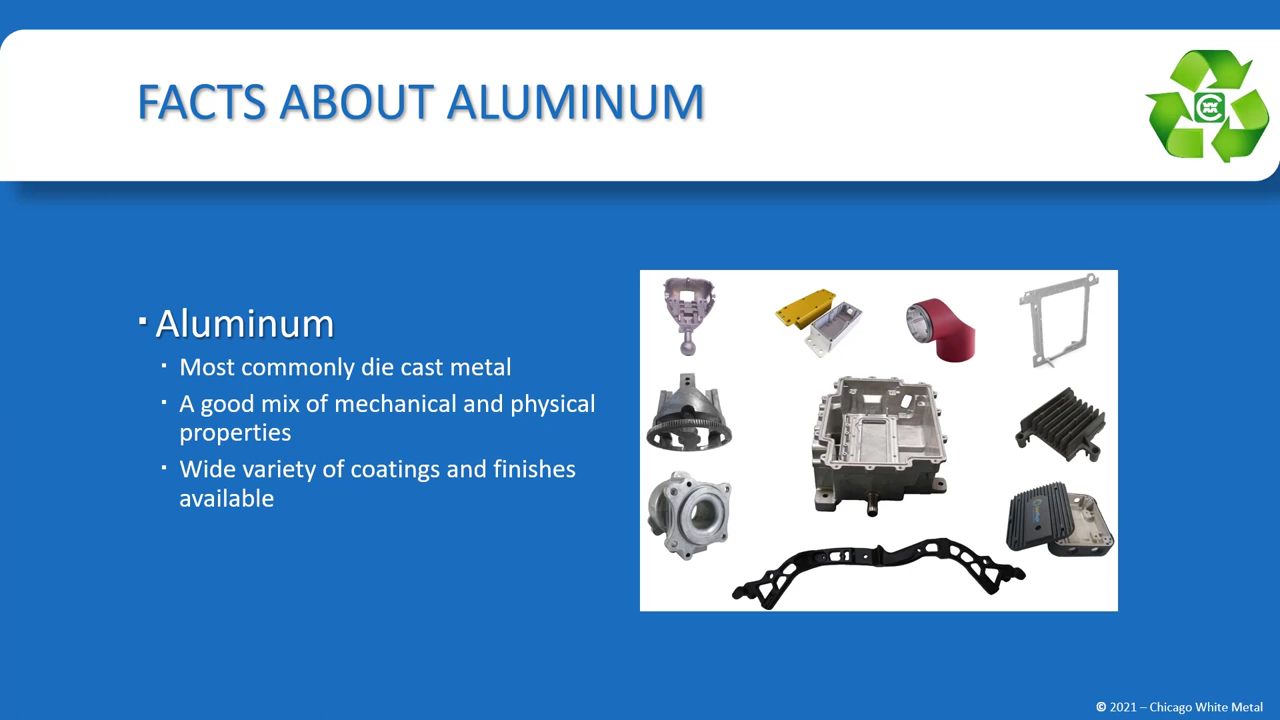 FACTS ABOUT ALUMINUM
Aluminum
Most commonly die cast metal
A good mix of mechanical and physical
properties
Wide variety of coatings and finishes
available
© 2021 – Chicago White Metal